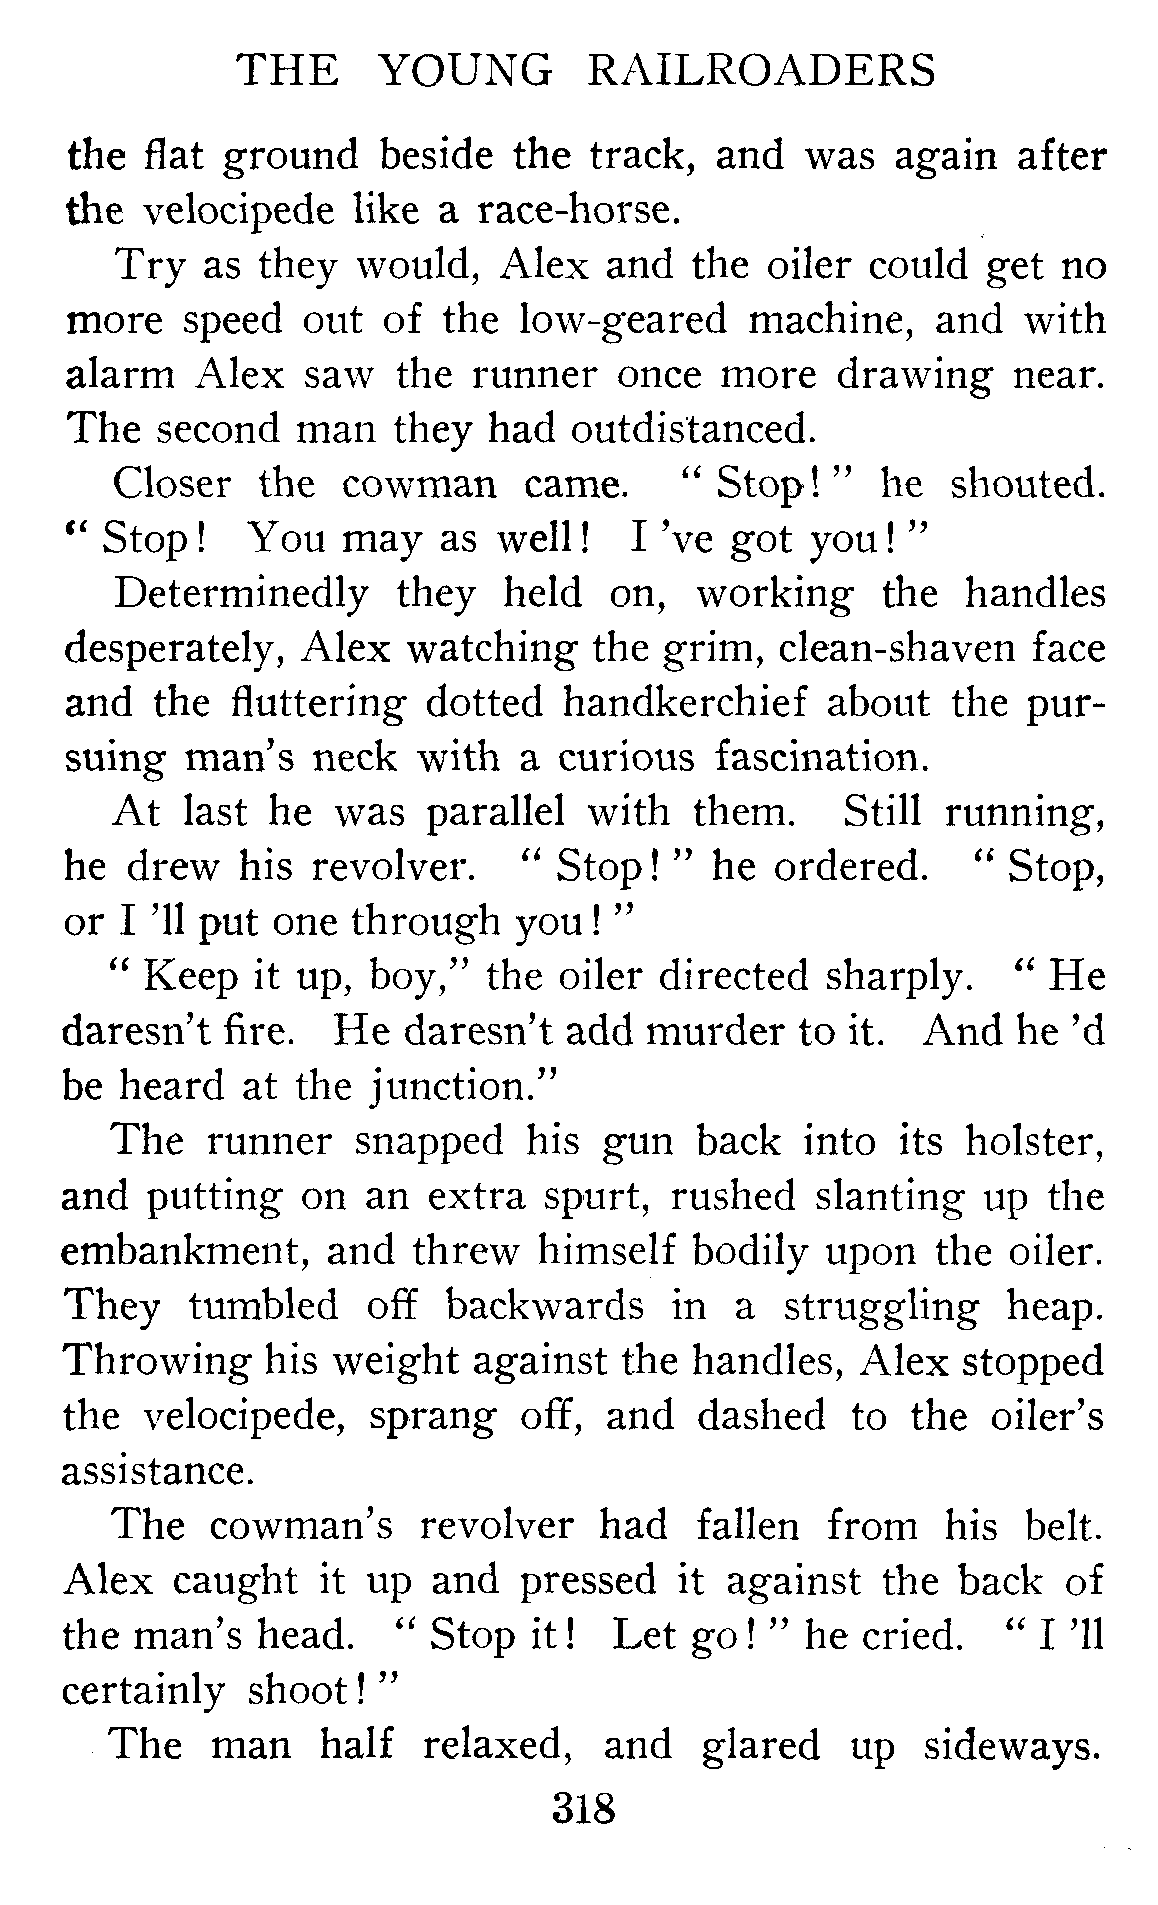 THE YOUNG RAILROADERS
the flat ground beside the track, and was again after
the velocipede like a race-horse.
Try as they would, Alex and the oiler could get no
more speed out of the low-geared machine, and with
alarm Alex saw the runner once more drawing near.
The second man they had outdistanced.
Closer the cowman came. “ Stop! ” he shouted.
“ Stop! You may as well! I ’ve got you! ”
Determinedly they held on, working the handles
desperately, Alex watching the grim, clean-shaven face
and the fluttering dotted handkerchief about the pur-
suing man’s neck with a curious fascination.
At last he was parallel with them. Still running,
he drew his revolver. “ Stop! ” he ordered. “ Stop,
or I ’ll put one through you! ”
“ Keep it up, boy,” the oiler directed sharply. “ He
daresn’t fire. He daresn’t add murder to it. And he ’d
be heard at the junction.”
The runner snapped his gun back into its holster,
and putting on an extra spurt, rushed slanting up the
embankment, and threw himself bodily upon the oiler.
They tumbled off backwards in a struggling heap.
Throwing his weight against the handles, Alex stopped
the velocipede, sprang off, and dashed to the oiler’s
assistance.
The cowman’s revolver had fallen from his belt.
Alex caught it up and pressed it against the back of
the man’s head. “ Stop it! Let go! ” he cried. “ I ’ll
certainly shoot! ”
The man half relaxed, and glared up sideways.
318